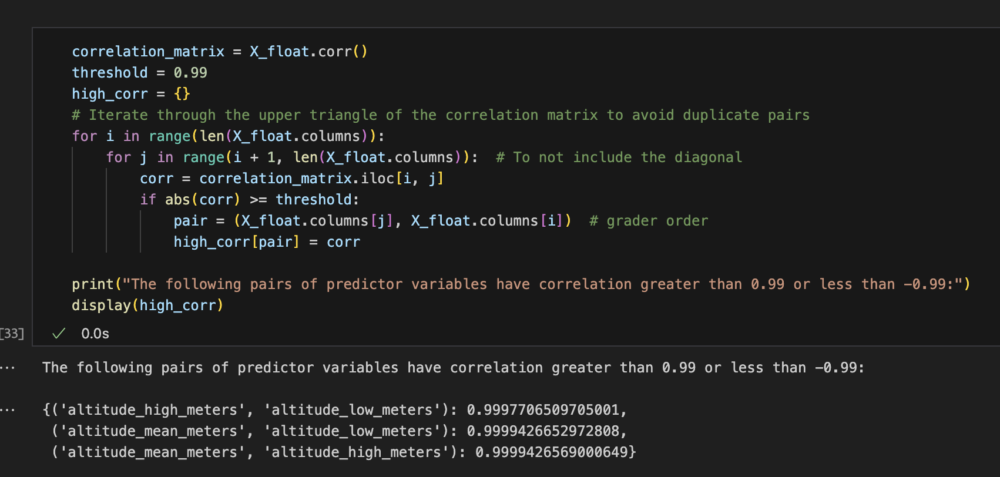 correlation_matrix = X_float.corr()
threshold = 0.99
high_corr = {}
# Iterate through the upper triangle of the correlation matrix to avoid duplicate pairs
for i in range(len(X_float.columns)):
    for j in range(i + 1, len(X_float.columns)):  # To not include the diagonal
        corr = correlation_matrix.iloc[i, j]
        if abs(corr) >= threshold:
            pair = (X_float.columns[j], X_float.columns[i])  # grader order
            high_corr[pair] = corr

print("The following pairs of predictor variables have correlation greater than 0.99 or less than -0.99:")
display(high_corr)
[33] ✓ 0.0s
... The following pairs of predictor variables have correlation greater than 0.99 or less than -0.99:
... {('altitude_high_meters', 'altitude_low_meters'): 0.9997706509705001,
 ('altitude_mean_meters', 'altitude_low_meters'): 0.9999426652972808,
 ('altitude_mean_meters', 'altitude_high_meters'): 0.9999426569000649}